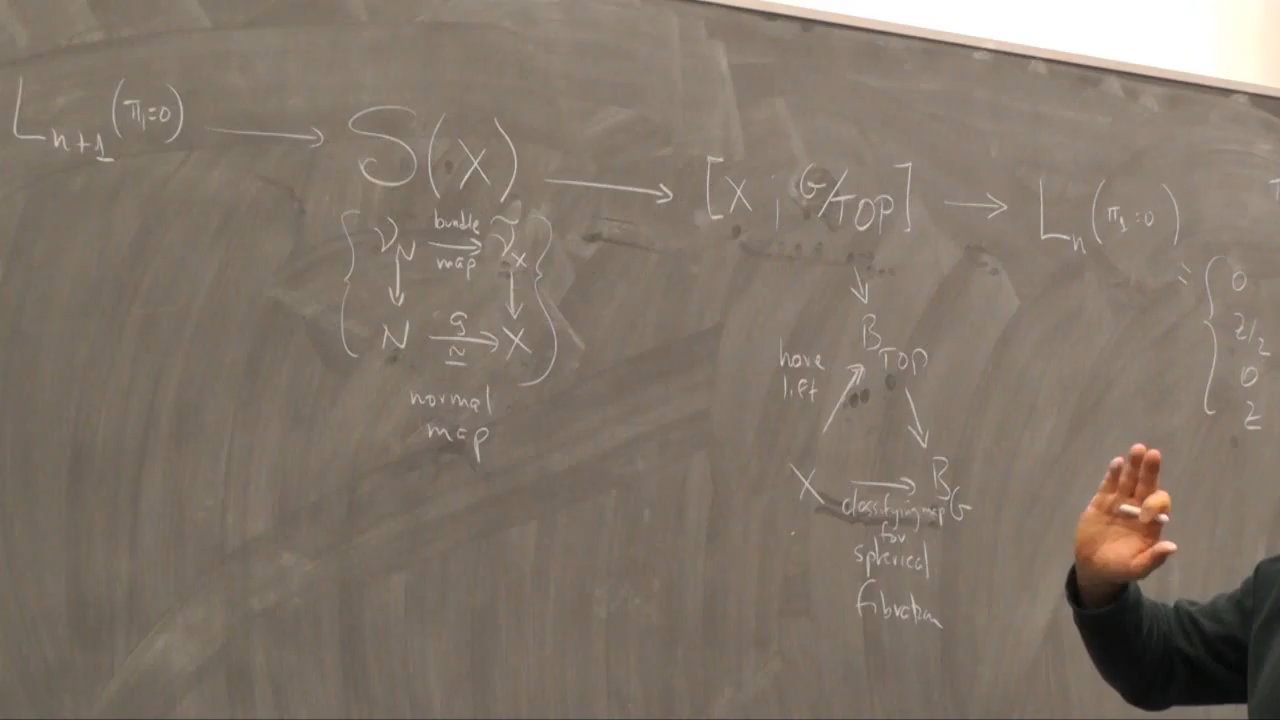 L_{n+1}(π_1=0) ⟶ S(X) ⟶ [X, G/TOP] ⟶ L_n(π_1=0)
ν_N bundle map ν̃_X
N g ≃ X
normal
map
= { 0
Z/2
0
Z
B_TOP
have
lift
X ⟶ B_G
classifying map
for
spherical
fibration